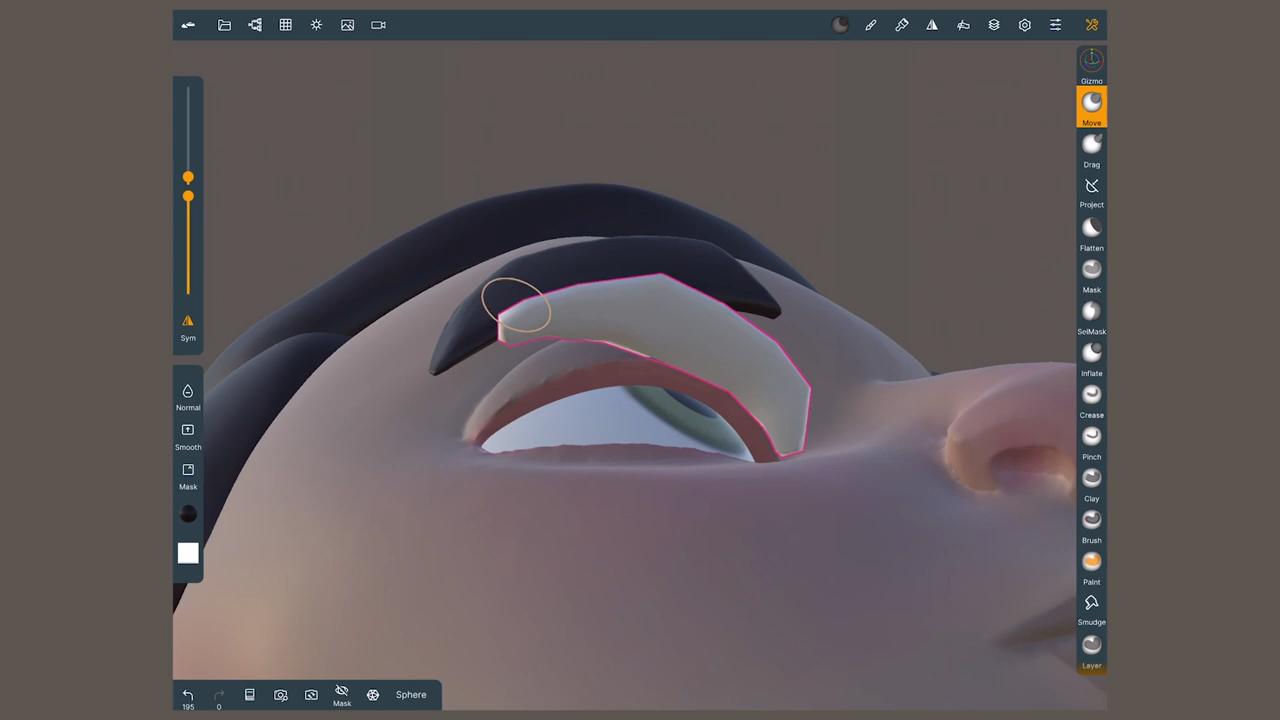 Gizmo
Move
Drag
Project
Flatten
Mask
SelMask
Inflate
Crease
Pinch
Clay
Brush
Paint
Smudge
Layer
Sym
Normal
Smooth
Mask
195
0
Mask
Sphere